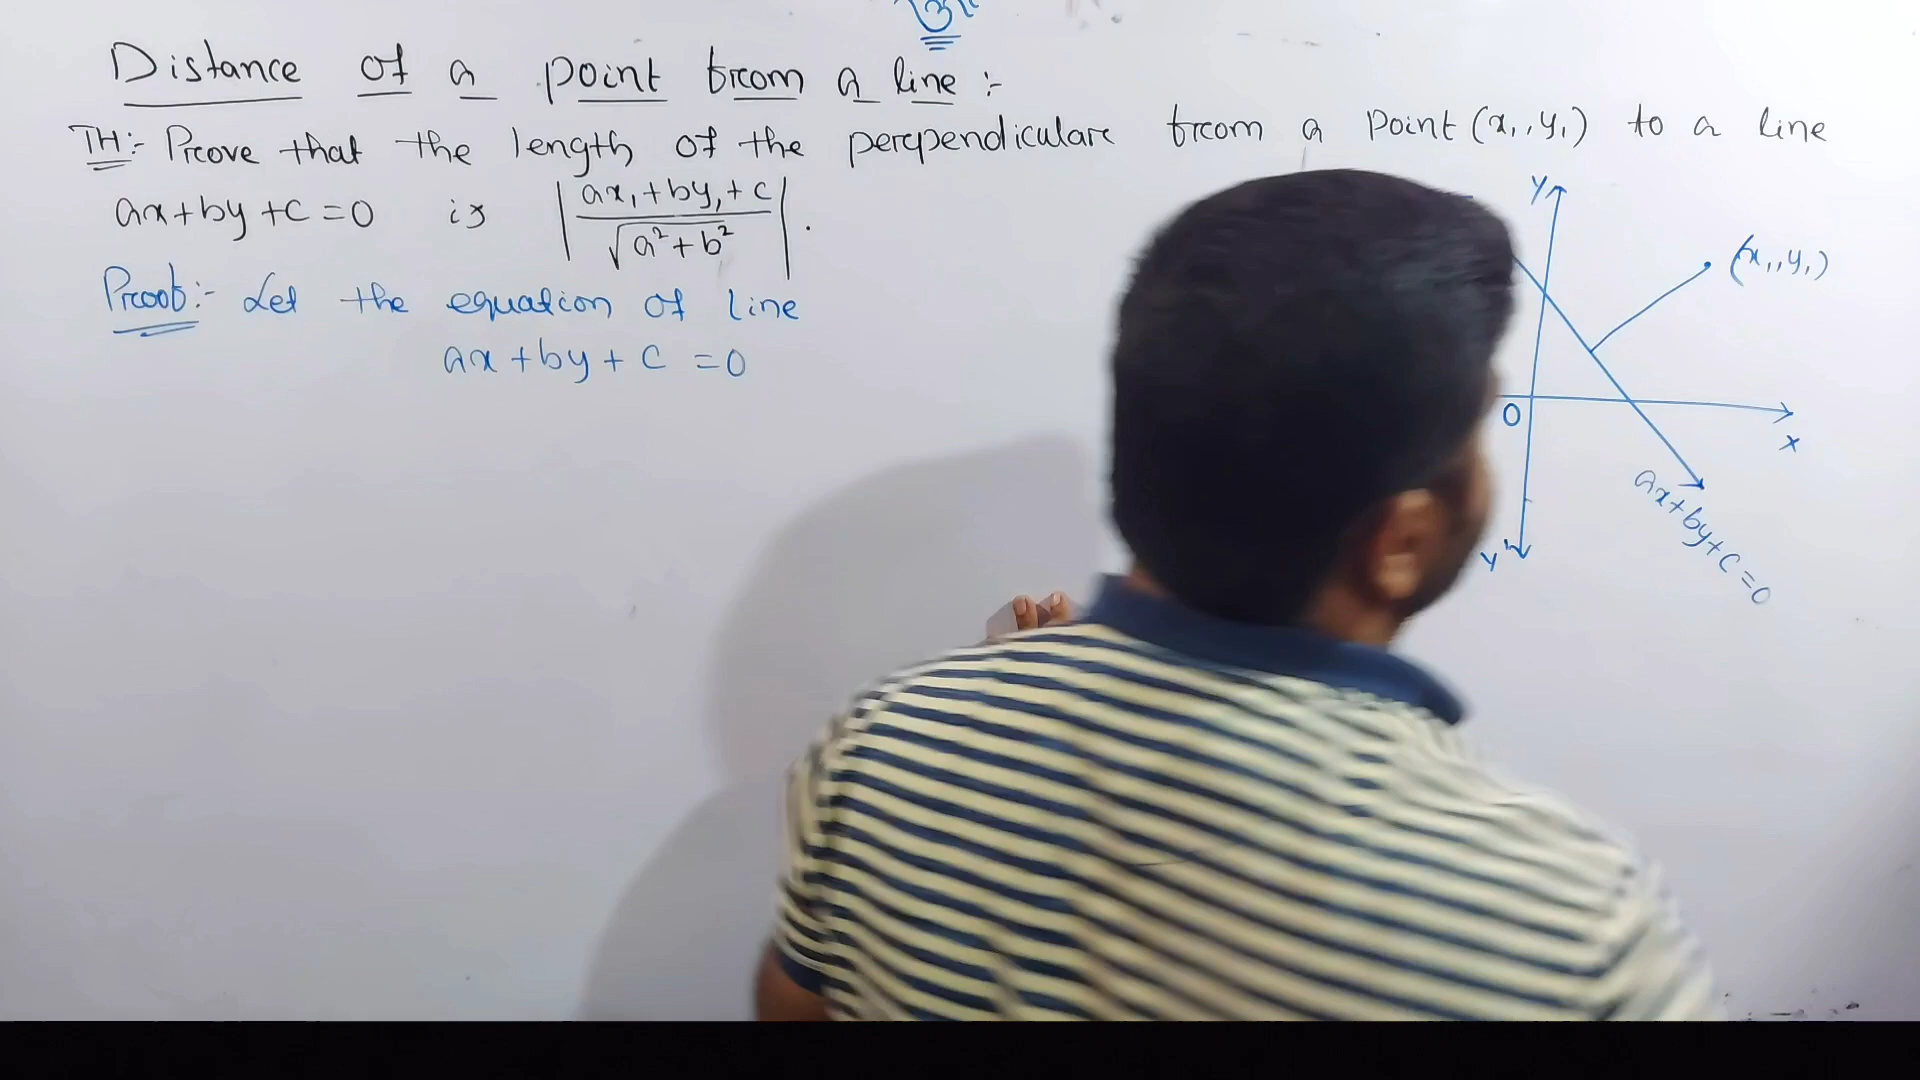 Distance of a point from a line :-
TH:- Prove that the length of the perpendicular from a point (x₁, y₁) to a line
ax+by+c=0 is |ax₁+by₁+c / √a²+b²|.
Proof:- Let the equation of line
ax+by+c=0
Y
(x₁, y₁)
O
X
Y'
ax+by+c=0